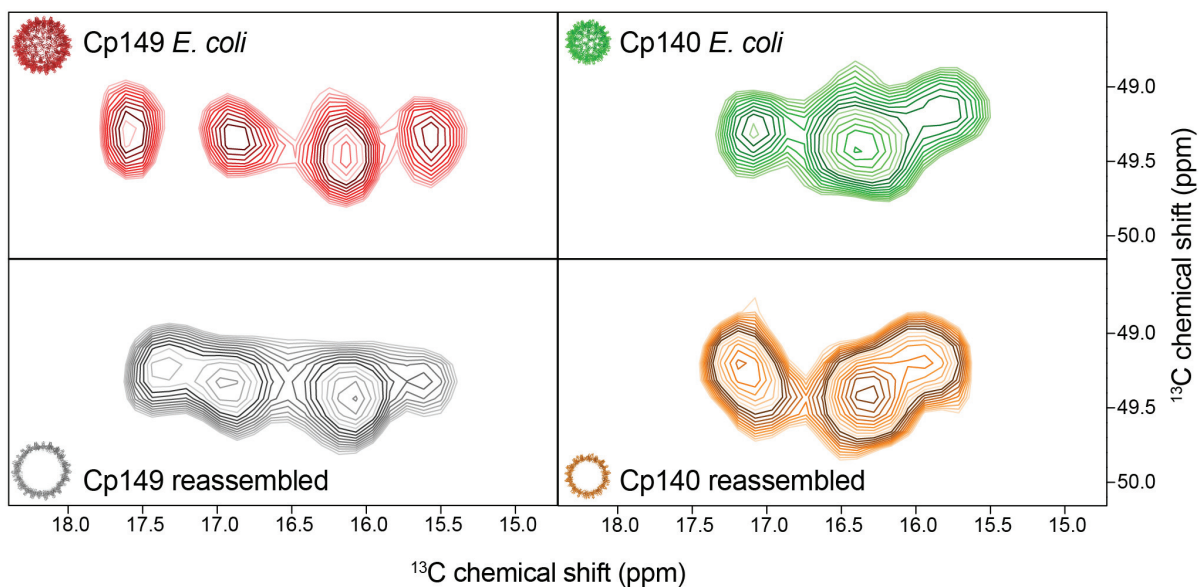 Cp149 E. coli
Cp140 E. coli
49.0
49.5
50.0
Cp149 reassembled
Cp140 reassembled
49.0
49.5
50.0
13C chemical shift (ppm)
18.0 17.5 17.0 16.5 16.0 15.5 15.0
18.0 17.5 17.0 16.5 16.0 15.5 15.0
13C chemical shift (ppm)